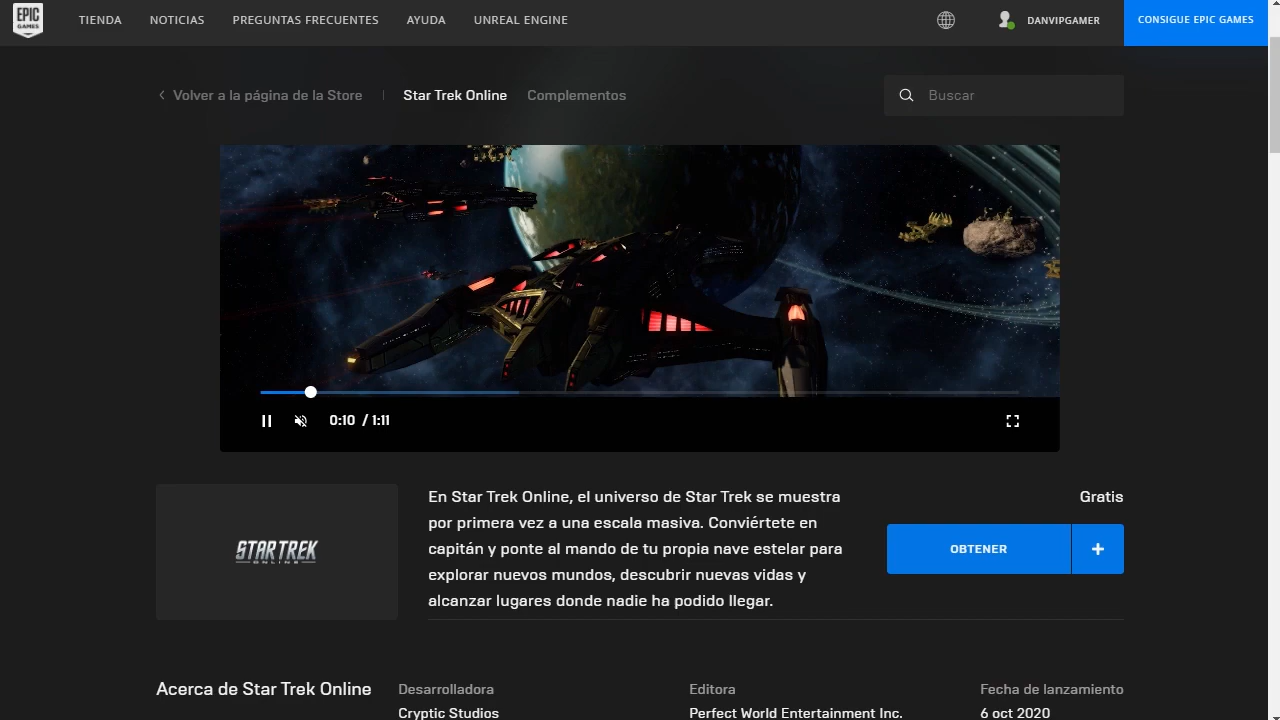 EPIC
GAMES
TIENDA
NOTICIAS
PREGUNTAS FRECUENTES
AYUDA
UNREAL ENGINE
DANVIPGAMER
CONSIGUE EPIC GAMES
Volver a la página de la Store
Star Trek Online
Complementos
Buscar
0:10 / 1:11
STAR TREK
ONLINE
En Star Trek Online, el universo de Star Trek se muestra
por primera vez a una escala masiva. Conviértete en
capitán y ponte al mando de tu propia nave estelar para
explorar nuevos mundos, descubrir nuevas vidas y
alcanzar lugares donde nadie ha podido llegar.
Gratis
OBTENER
+
Acerca de Star Trek Online
Desarrolladora
Cryptic Studios
Editora
Perfect World Entertainment Inc.
Fecha de lanzamiento
6 oct 2020